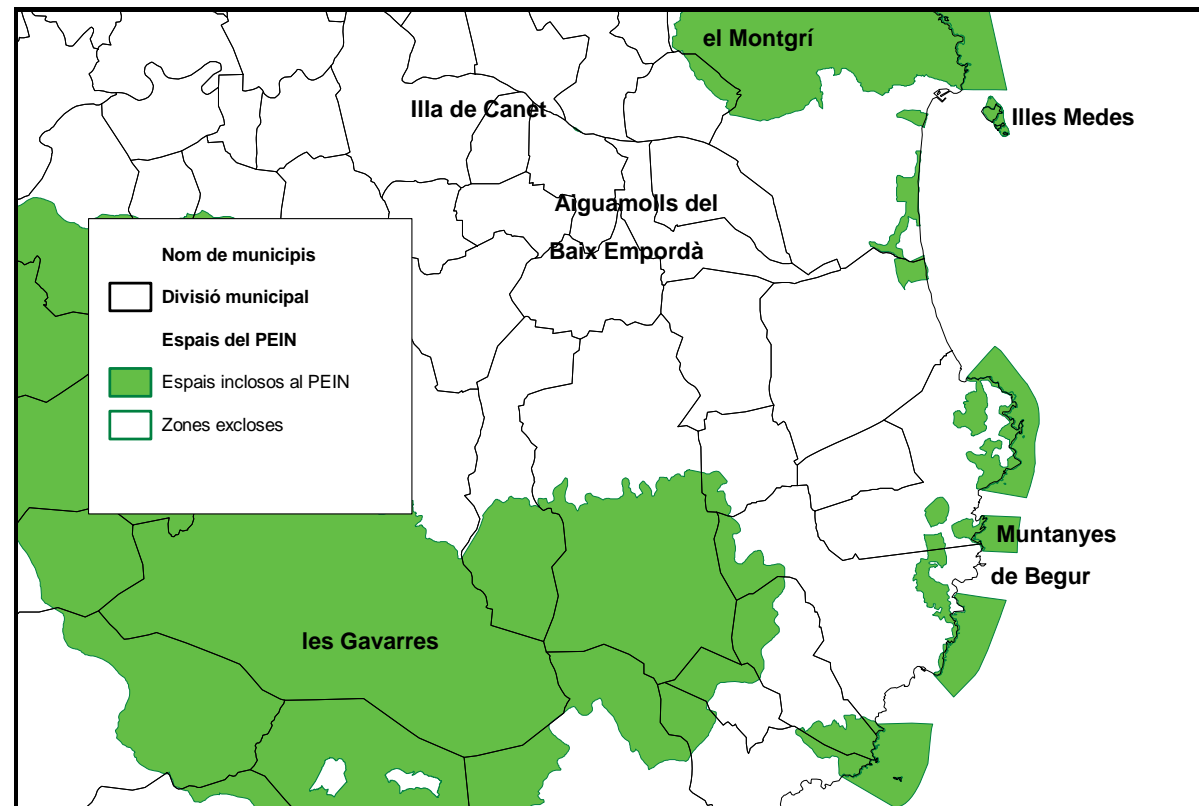 el Montgrí
Illa de Canet
Illes Medes
Aiguamolls del
Baix Empordà
Nom de municipis
Divisió municipal
Espais del PEIN
Espais inclosos al PEIN
Zones excloses
Muntanyes
de Begur
les Gavarres